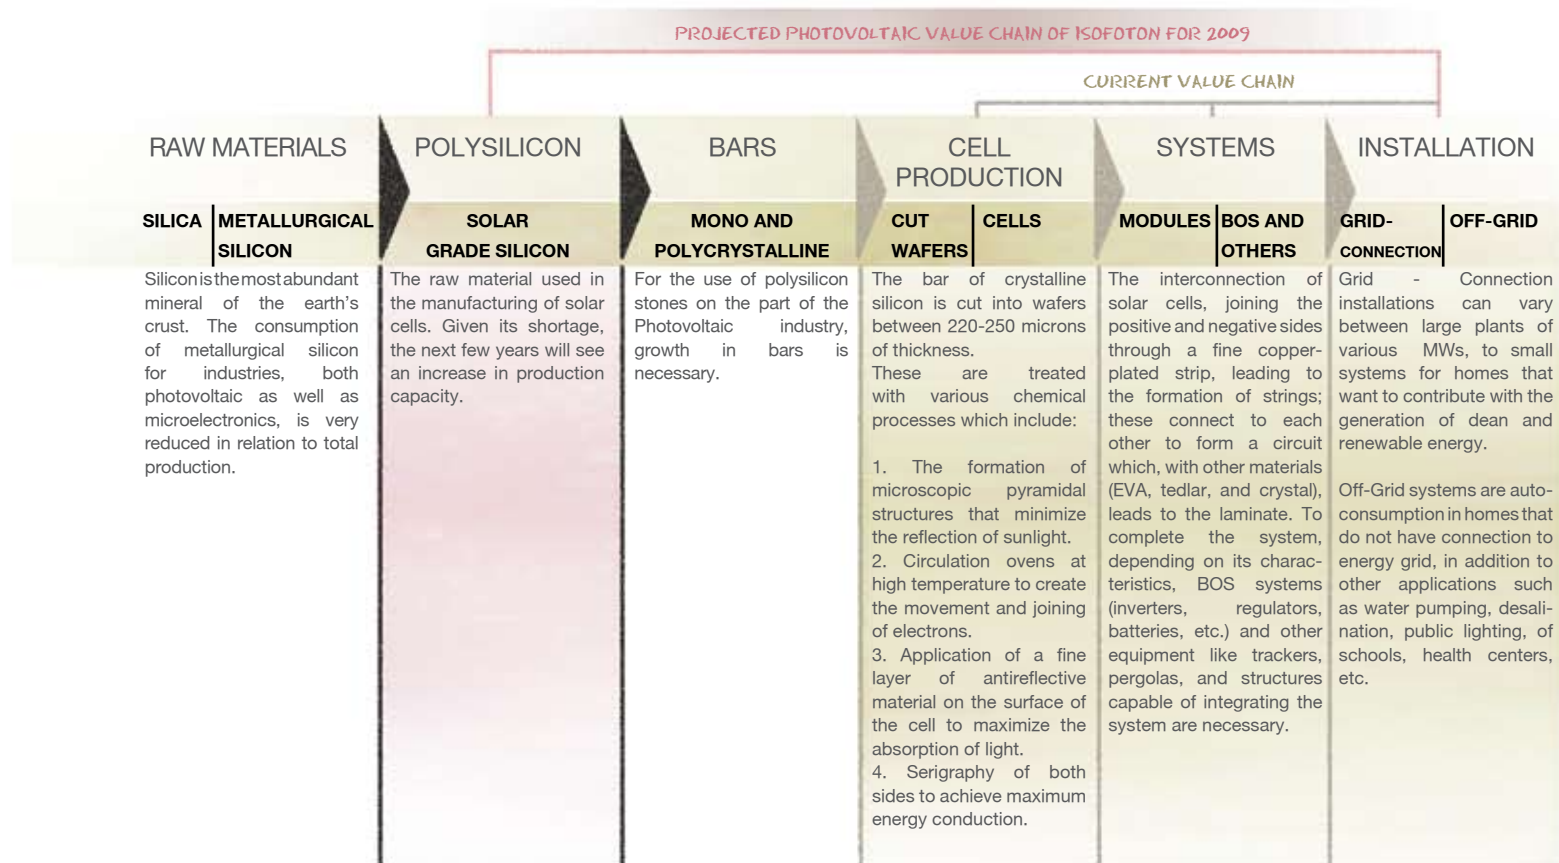 PROJECTED PHOTOVOLTAIC VALUE CHAIN OF ISOFOTON FOR 2009
CURRENT VALUE CHAIN
RAW MATERIALS
SILICA
METALLURGICAL
SILICON
Silicon is the most abundant
mineral of the earth's
crust. The consumption
of metallurgical silicon
for industries, both
photovoltaic as well as
microelectronics, is very
reduced in relation to total
production.
POLYSILICON
SOLAR
GRADE SILICON
The raw material used in
the manufacturing of solar
cells. Given its shortage,
the next few years will see
an increase in production
capacity.
BARS
MONO AND
POLYCRYSTALLINE
For the use of polysilicon
stones on the part of the
Photovoltaic industry,
growth in bars is
necessary.
CELL
PRODUCTION
CUT
WAFERS
CELLS
The bar of crystalline
silicon is cut into wafers
between 220-250 microns
of thickness.
These are treated
with various chemical
processes which include:
1. The formation of
microscopic pyramidal
structures that minimize
the reflection of sunlight.
2. Circulation ovens at
high temperature to create
the movement and joining
of electrons.
3. Application of a fine
layer of antireflective
material on the surface of
the cell to maximize the
absorption of light.
4. Serigraphy of both
sides to achieve maximum
energy conduction.
SYSTEMS
MODULES
BOS AND
OTHERS
The interconnection of
solar cells, joining the
positive and negative sides
through a fine copper-
plated strip, leading to
the formation of strings;
these connect to each
other to form a circuit
which, with other materials
(EVA, tedlar, and crystal),
leads to the laminate. To
complete the system,
depending on its charac-
teristics, BOS systems
(inverters, regulators,
batteries, etc.) and other
equipment like trackers,
pergolas, and structures
capable of integrating the
system are necessary.
INSTALLATION
GRID-
CONNECTION
OFF-GRID
Grid - Connection
installations can vary
between large plants of
various MWs, to small
systems for homes that
want to contribute with the
generation of dean and
renewable energy.
Off-Grid systems are auto-
consumption in homes that
do not have connection to
energy grid, in addition to
other applications such
as water pumping, desali-
nation, public lighting, of
schools, health centers,
etc.